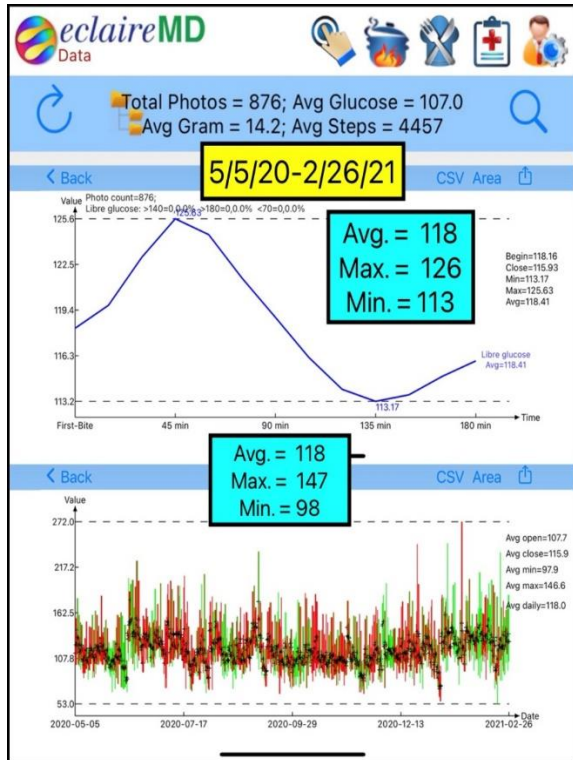 eclaireMD
Data
Total Photos = 876; Avg Glucose = 107.0
Avg Gram = 14.2; Avg Steps = 4457
5/5/20-2/26/21
Back
CSV Area
Value
Photo count=876;
Libre glucose: >140=0,0.0% >180=0,0.0% <70=0,0.0%
125.6
125.63
122.5
119.4
116.3
113.2
Avg. = 118
Max. = 126
Min. = 113
Begin=118.16
Close=115.93
Min=113.17
Max=125.63
Avg=118.41
Libre glucose
Avg=118.41
113.17
Time
First-Bite
45 min
90 min
135 min
180 min
Back
CSV Area
Avg. = 118
Max. = 147
Min. = 98
Value
272.0
217.2
162.5
107.8
53.0
Avg open=107.7
Avg close=115.9
Avg min=97.9
Avg max=146.6
Avg daily=118.0
Date
2020-05-05
2020-07-17
2020-09-29
2020-12-13
2021-02-26